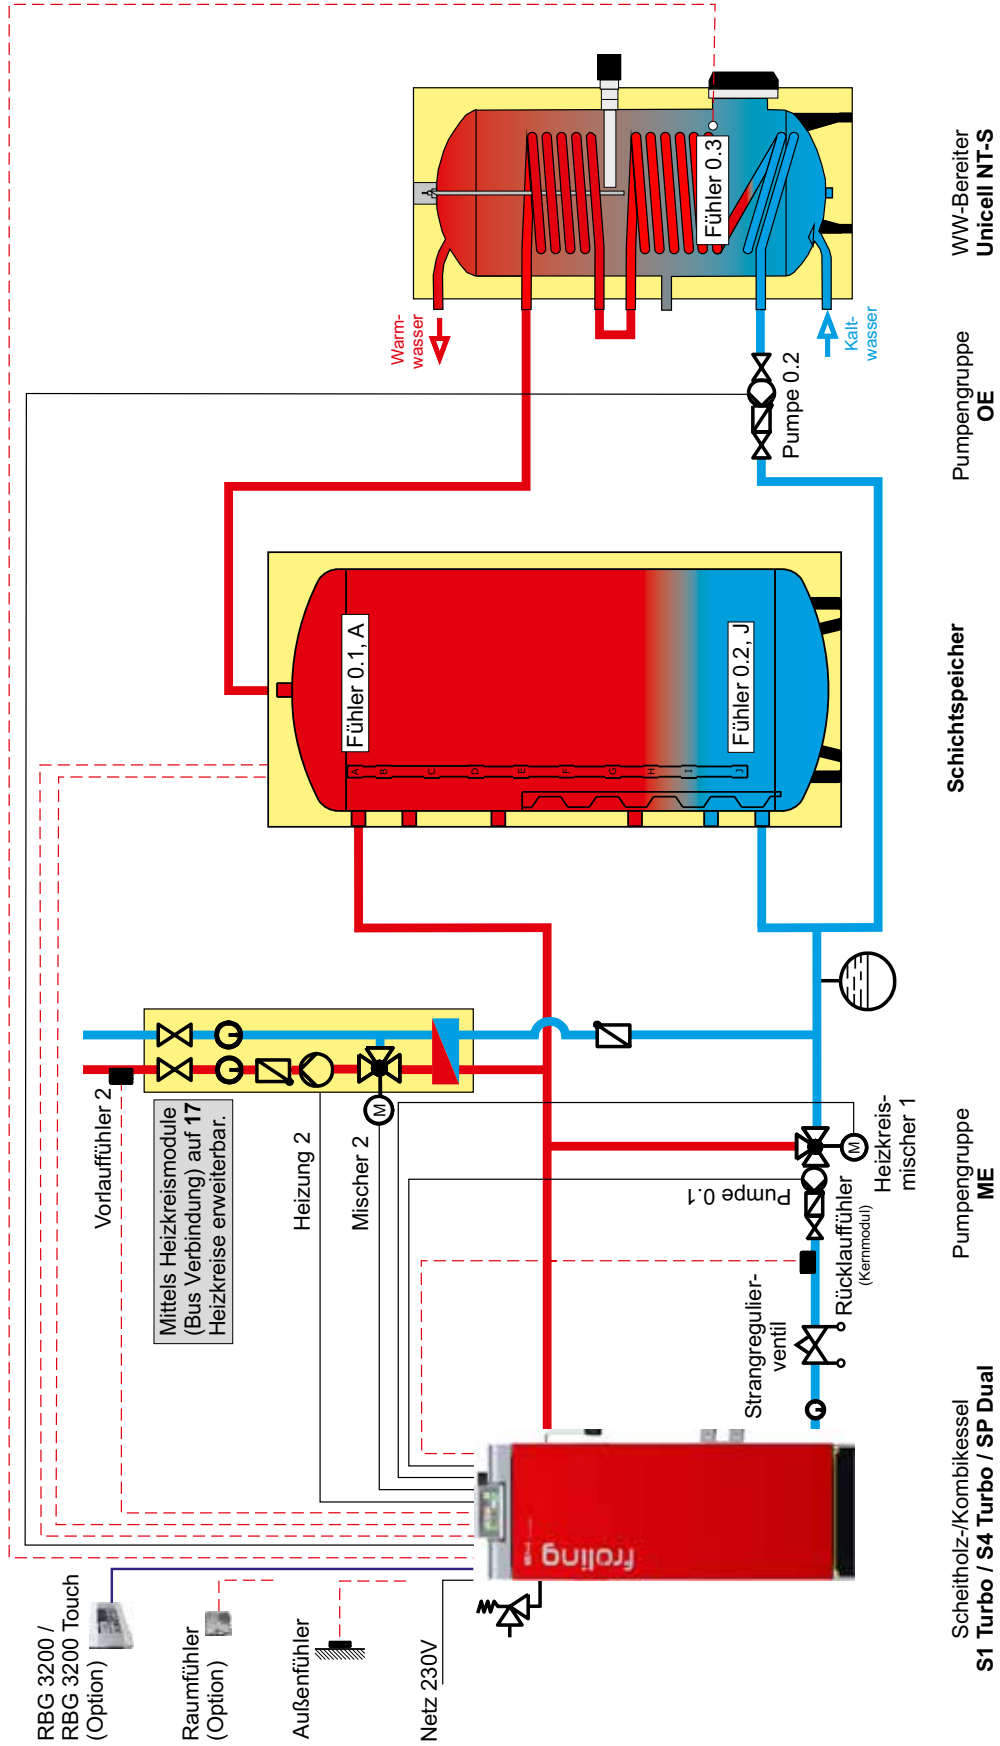 RBG 3200 /
RBG 3200 Touch
(Option)
Raumfühler
(Option)
Außenfühler
Netz 230V
Vorlauffühler 2
Mittels Heizkreismodule
(Bus Verbindung) auf 17
Heizkreise erweiterbar.
Heizung 2
Mischer 2
M
froling
Strangregulier-
ventil
Rücklauffühler
(Kernmodul)
Pumpe 0.1
M
Heizkreis-
mischer 1
Fühler 0.1, A
A
B
C
D
E
F
G
H
I
J
Fühler 0.2, J
Warm-
wasser
Kalt-
wasser
Pumpe 0.2
Fühler 0.3
Scheitholz-/Kombikessel
S1 Turbo / S4 Turbo / SP Dual
Pumpengruppe
ME
Schichtspeicher
Pumpengruppe
OE
WW-Bereiter
Unicell NT-S